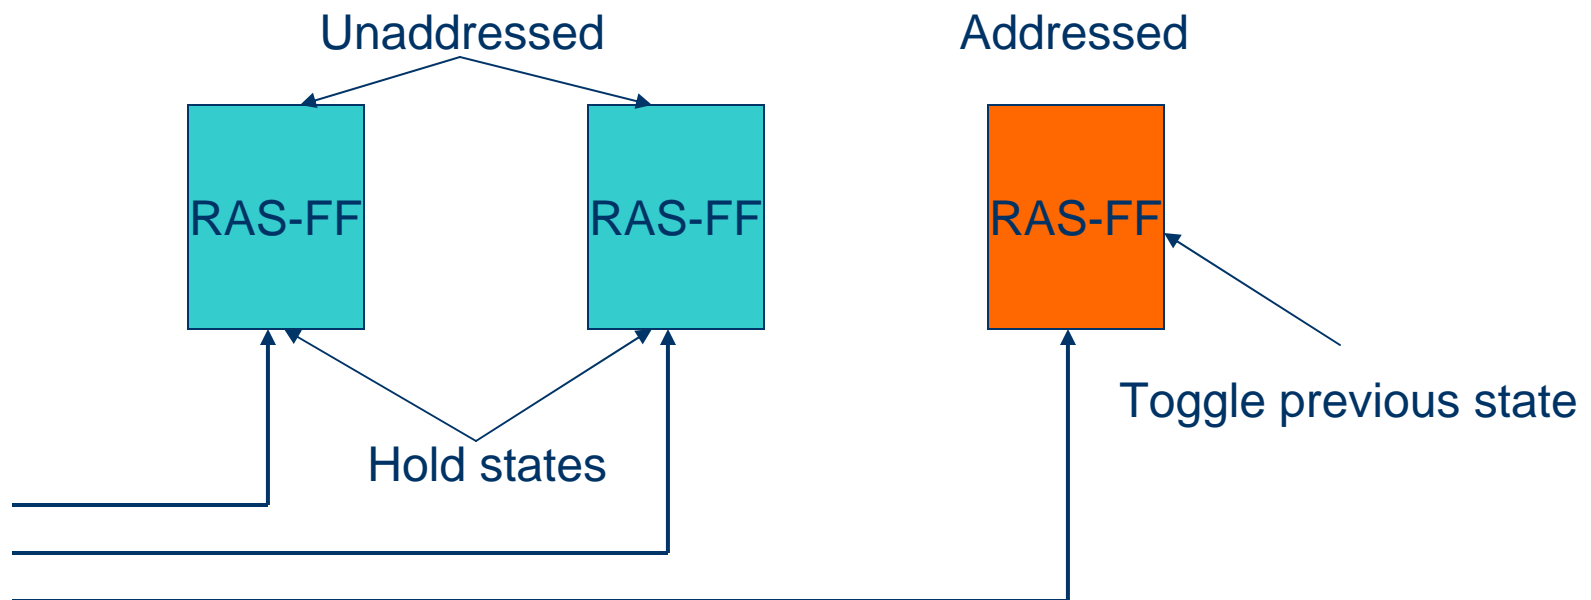 Unaddressed
Addressed
RAS-FF
RAS-FF
RAS-FF
Toggle previous state
Hold states